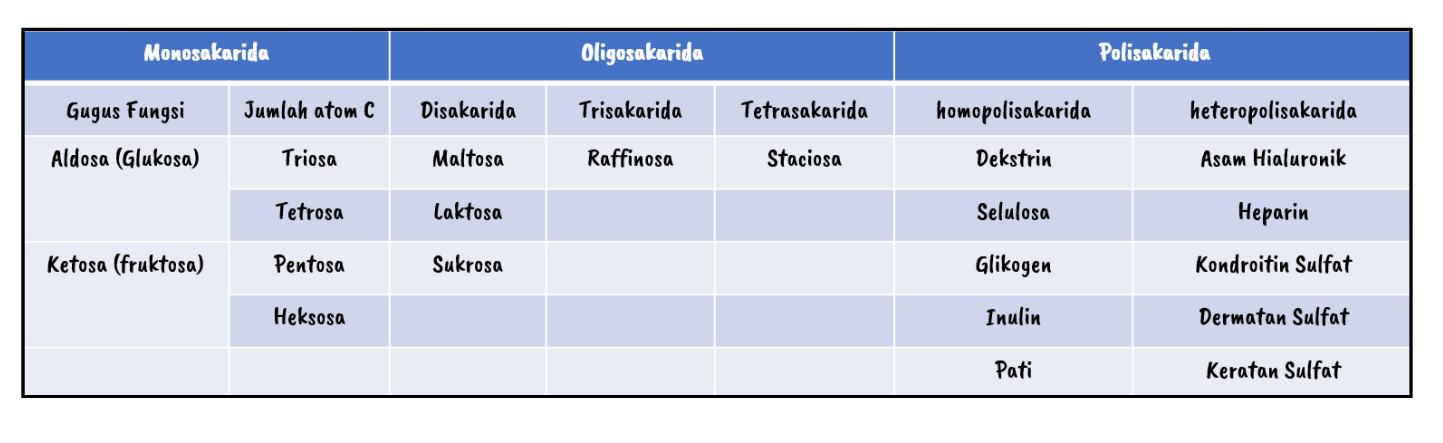 Monosakarida Oligosakarida Polisakarida
Gugus Fungsi Jumlah atom C Disakarida Trisakarida Tetrasakarida homopolisakarida heteropolisakarida
Aldosa (Glukosa) Triosa Maltosa Raffinosa Staciosa Dekstrin Asam Hialuronik
Tetrosa Laktosa Selulosa Heparin
Ketosa (fruktosa) Pentosa Sukrosa Glikogen Kondroitin Sulfat
Heksosa Inulin Dermatan Sulfat
Pati Keratan Sulfat